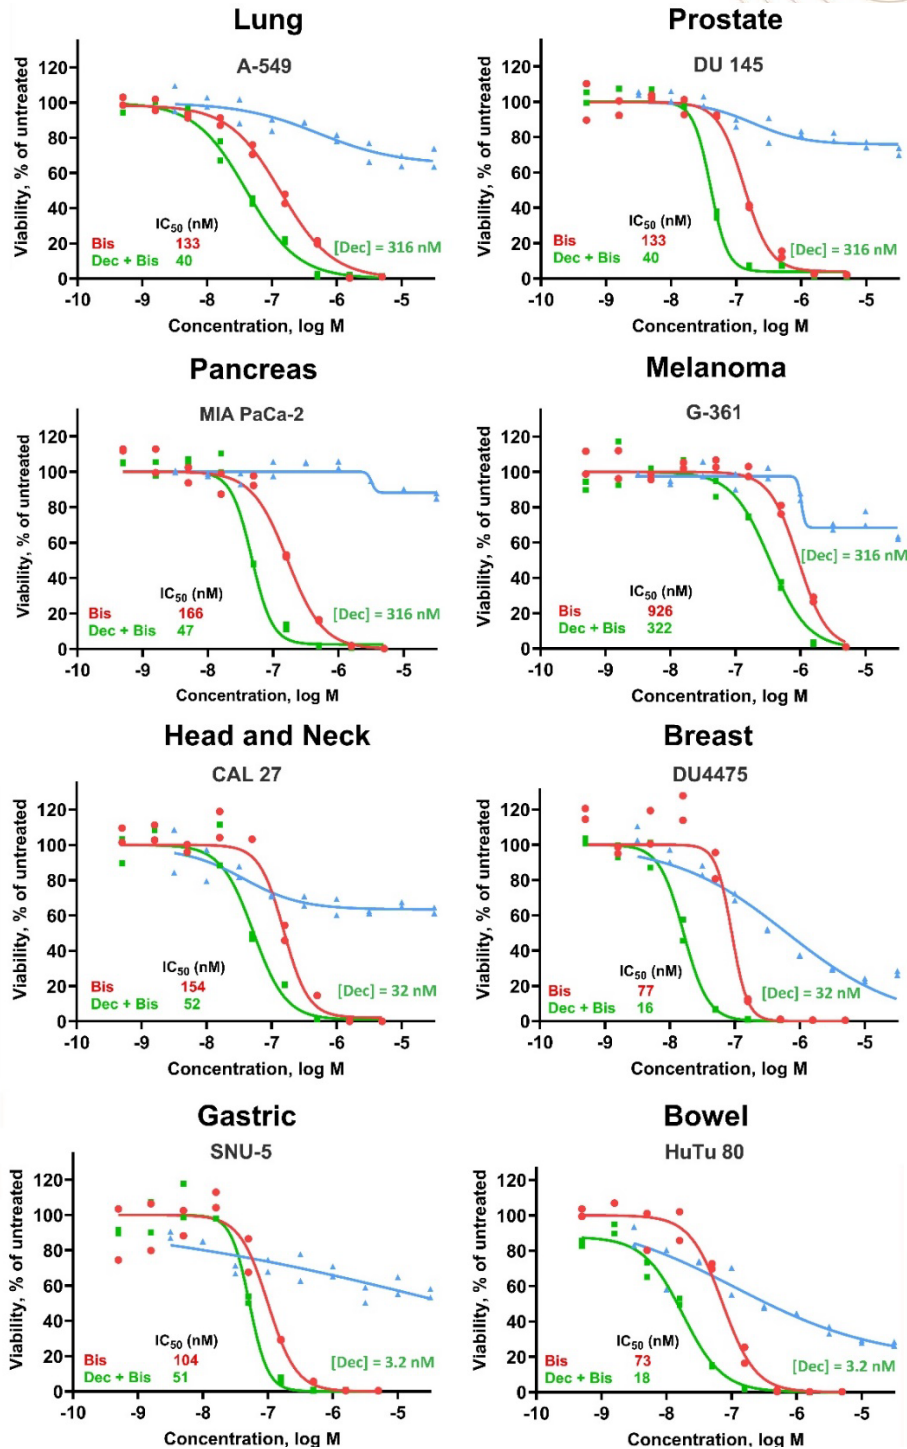 Lung
A-549
Viability, % of untreated
120
100
80
60
40
20
0
IC50 (nM)
Bis 133
Dec + Bis 40
[Dec] = 316 nM
-10 -9 -8 -7 -6 -5
Concentration, log M
Prostate
DU 145
Viability, % of untreated
120
100
80
60
40
20
0
IC50 (nM)
Bis 133
Dec + Bis 40
[Dec] = 316 nM
-10 -9 -8 -7 -6 -5
Concentration, log M
Pancreas
MIA PaCa-2
Viability, % of untreated
120
100
80
60
40
20
0
IC50 (nM)
Bis 166
Dec + Bis 47
[Dec] = 316 nM
-10 -9 -8 -7 -6 -5
Concentration, log M
Melanoma
G-361
Viability, % of untreated
120
100
80
60
40
20
0
[Dec] = 316 nM
IC50 (nM)
Bis 926
Dec + Bis 322
-10 -9 -8 -7 -6 -5
Concentration, log M
Head and Neck
CAL 27
Viability, % of untreated
120
100
80
60
40
20
0
IC50 (nM)
Bis 154
Dec + Bis 52
[Dec] = 32 nM
-10 -9 -8 -7 -6 -5
Concentration, log M
Breast
DU4475
Viability, % of untreated
120
100
80
60
40
20
0
IC50 (nM)
Bis 77
Dec + Bis 16
[Dec] = 32 nM
-10 -9 -8 -7 -6 -5
Concentration, log M
Gastric
SNU-5
Viability, % of untreated
120
100
80
60
40
20
0
IC50 (nM)
Bis 104
Dec + Bis 51
[Dec] = 3.2 nM
-10 -9 -8 -7 -6 -5
Concentration, log M
Bowel
HuTu 80
Viability, % of untreated
120
100
80
60
40
20
0
IC50 (nM)
Bis 73
Dec + Bis 18
[Dec] = 3.2 nM
-10 -9 -8 -7 -6 -5
Concentration, log M